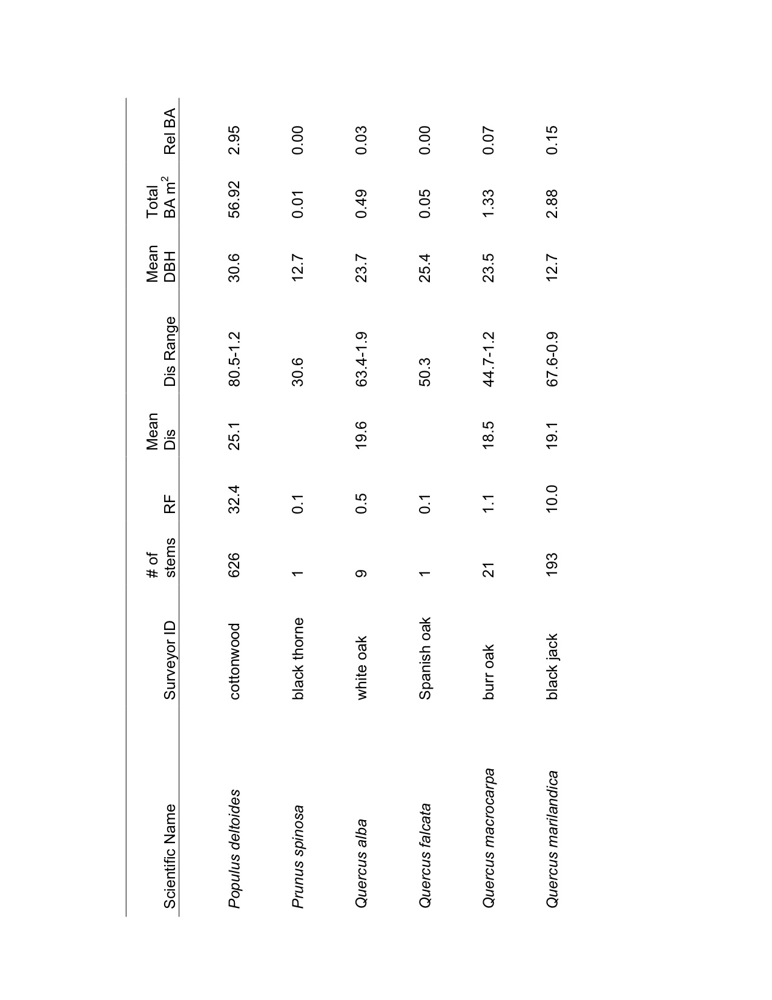 Scientific Name Surveyor ID # of stems RF Mean Dis Dis Range Mean DBH Total BA m² Rel BA
Populus deltoides cottonwood 626 32.4 25.1 80.5-1.2 30.6 56.92 2.95
Prunus spinosa black thorne 1 0.1 30.6 12.7 0.01 0.00
Quercus alba white oak 9 0.5 19.6 63.4-1.9 23.7 0.49 0.03
Quercus falcata Spanish oak 1 0.1 50.3 25.4 0.05 0.00
Quercus macrocarpa burr oak 21 1.1 18.5 44.7-1.2 23.5 1.33 0.07
Quercus marilandica black jack 193 10.0 19.1 67.6-0.9 12.7 2.88 0.15